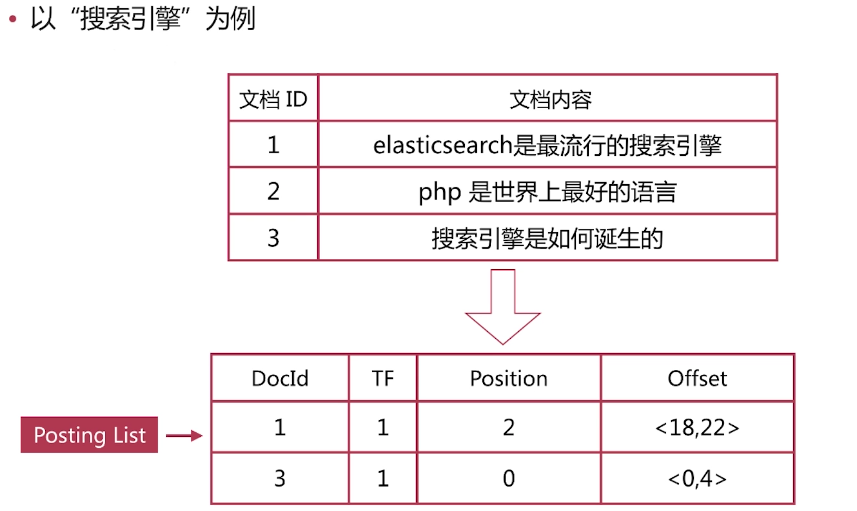 • 以“搜索引擎”为例
文档 ID 文档内容
1 elasticsearch是最流行的搜索引擎
2 php 是世界上最好的语言
3 搜索引擎是如何诞生的
DocId TF Position Offset
Posting List 1 1 2 <18,22>
3 1 0 <0,4>